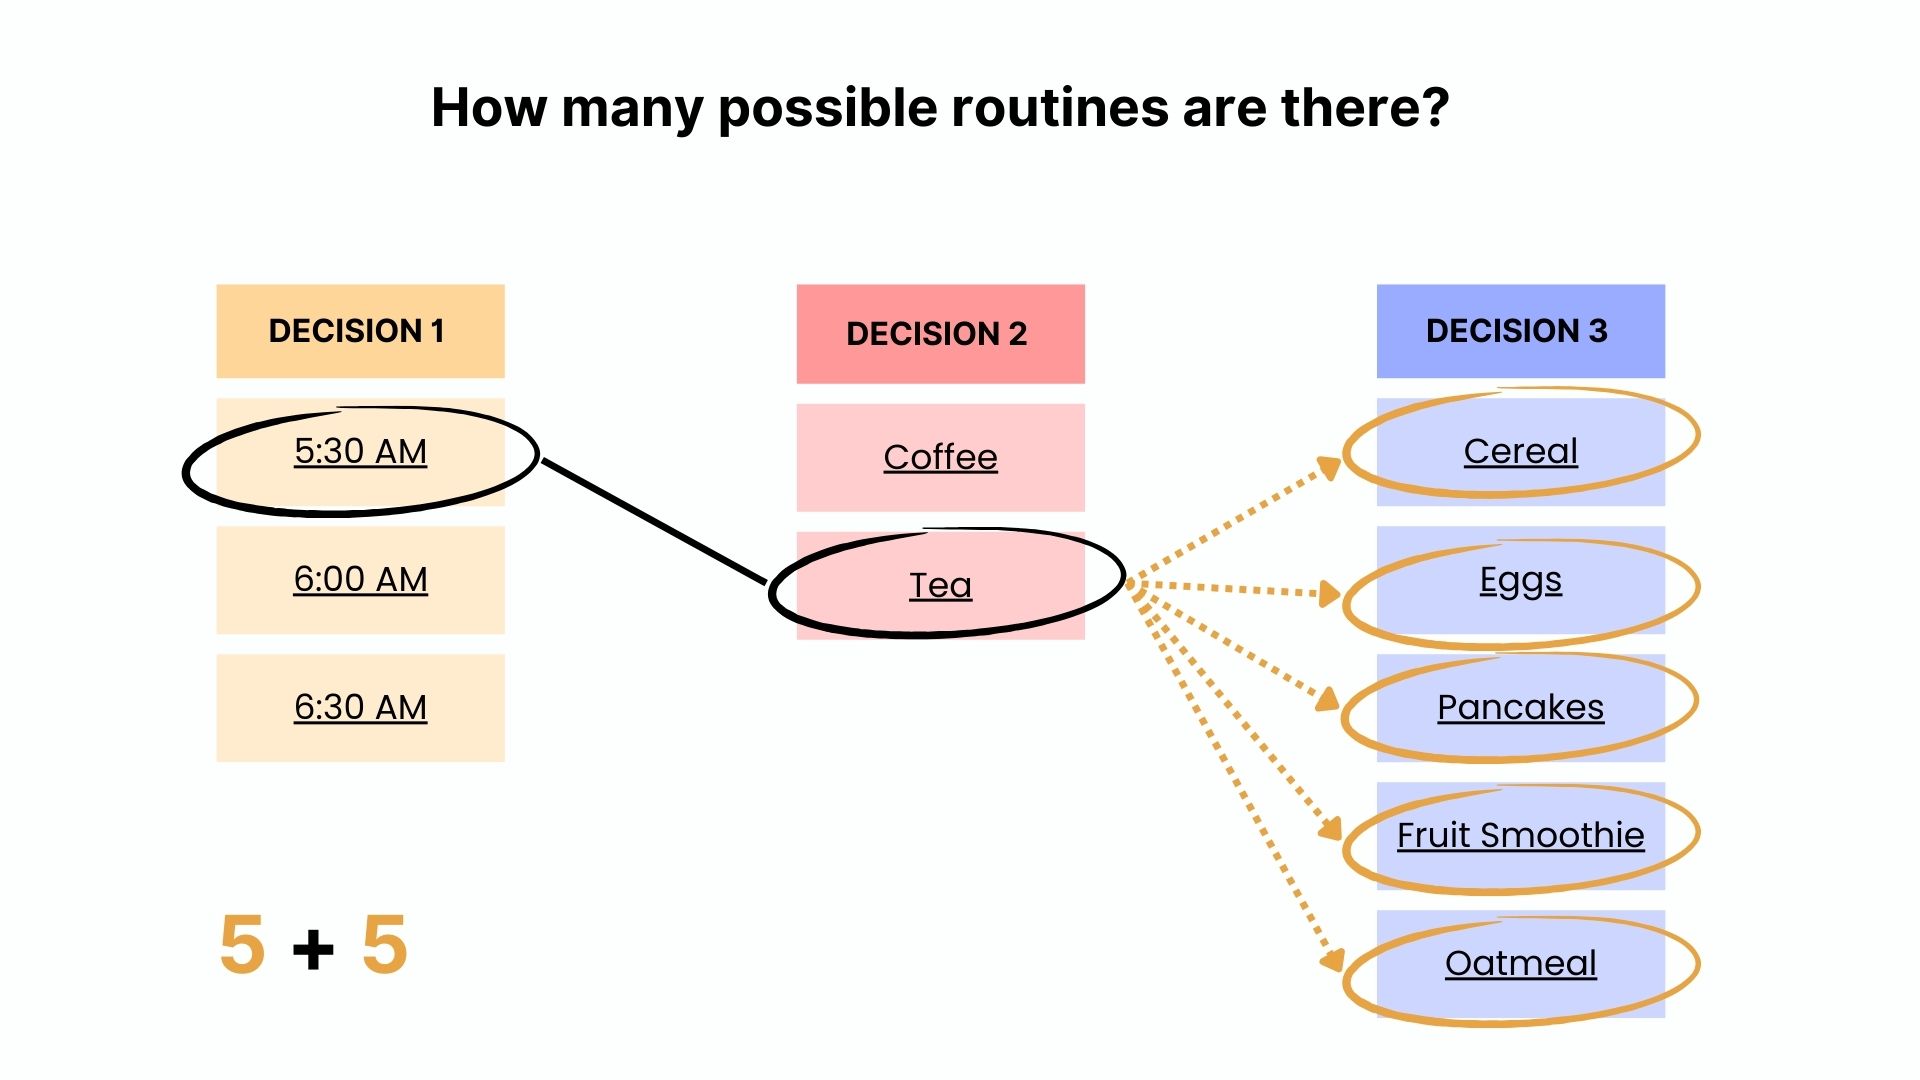 How many possible routines are there?
DECISION 1
5:30 AM
6:00 AM
6:30 AM
DECISION 2
Coffee
Tea
DECISION 3
Cereal
Eggs
Pancakes
Fruit Smoothie
Oatmeal
5 + 5